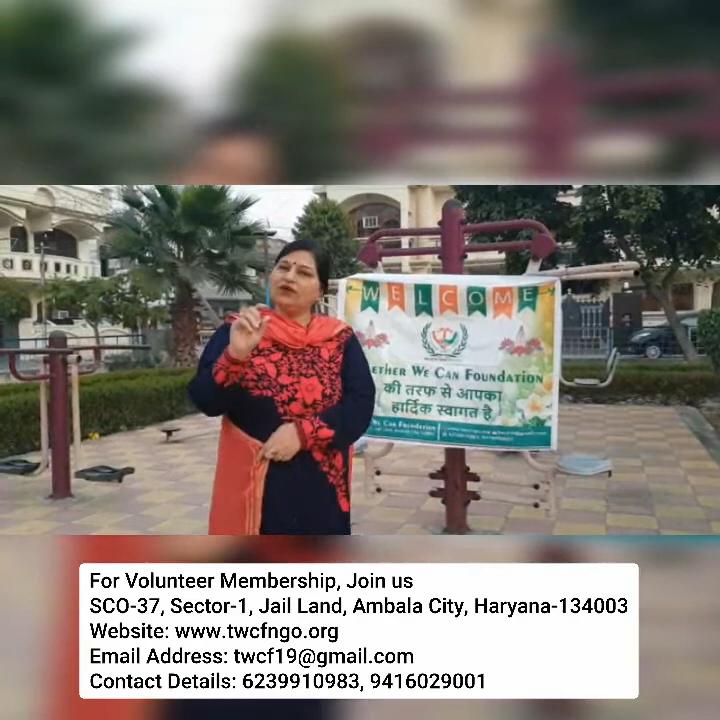 WELCOME
ETHER WE CAN FOUNDATION
की तरफ से आपका
हार्दिक स्वागत है
For Volunteer Membership, Join us
SCO-37, Sector-1, Jail Land, Ambala City, Haryana-134003
Website: www.twcfngo.org
Email Address: twcf19@gmail.com
Contact Details: 6239910983, 9416029001